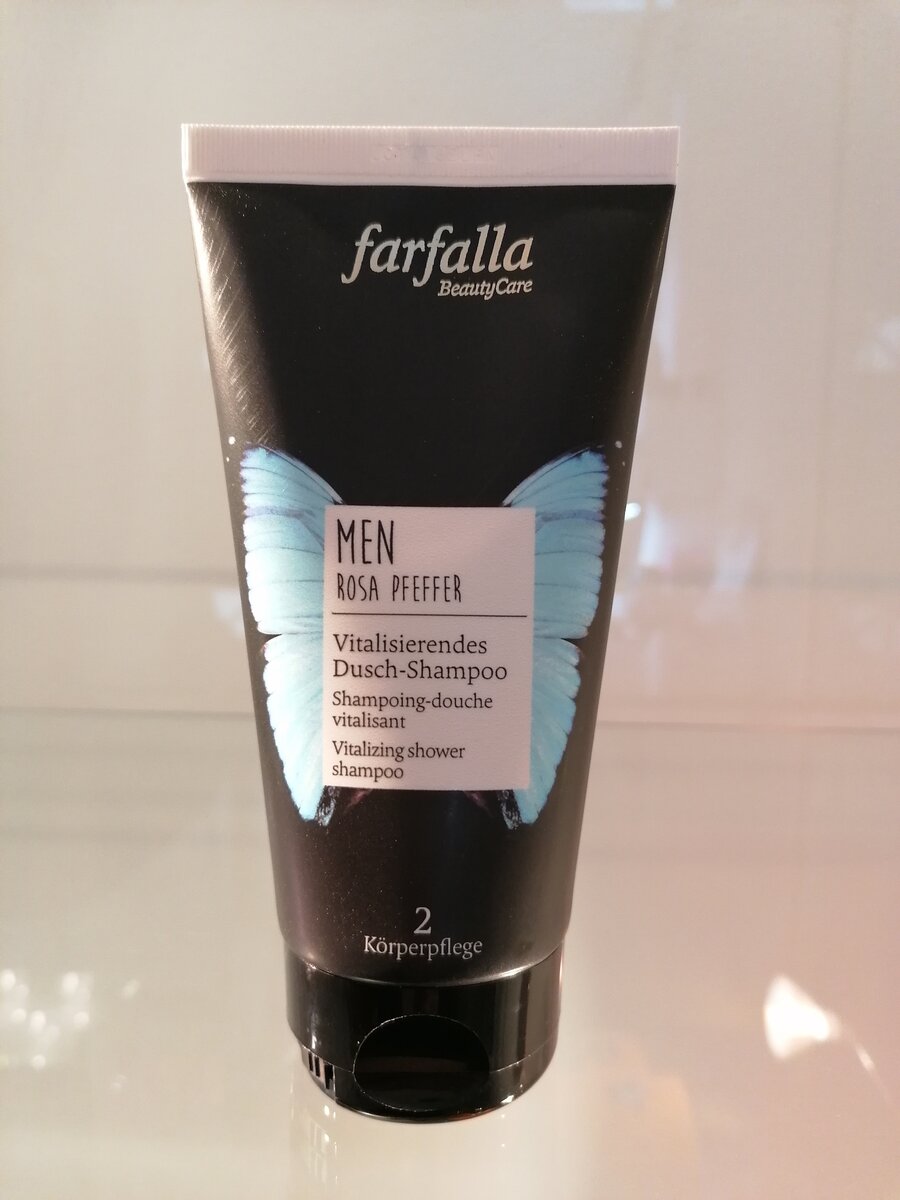 farfalla
BeautyCare
MEN
ROSA PFEFFER
Vitalisierendes
Dusch-Shampoo
Shampoing-douche
vitalisant
Vitalizing shower
shampoo
2
Körperpflege